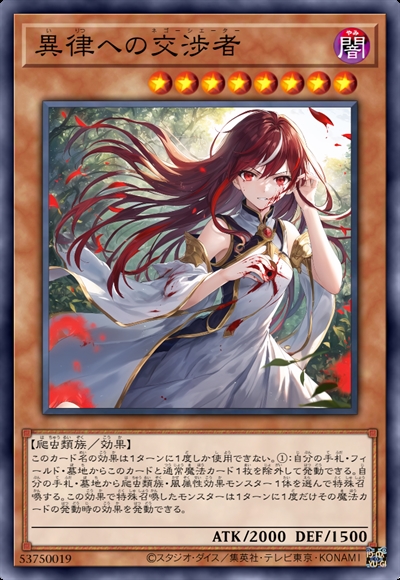 異律への交渉者
闇
【爬虫類族／効果】
このカード名の効果は1ターンに1度しか使用できない。①：自分の手札・フィ
ールド・墓地からこのカードと通常魔法カード1枚を除外して発動できる。自
分の手札・墓地から爬虫類族・風属性効果モンスター1体を選んで特殊召
喚する。この効果で特殊召喚したモンスターは1ターンに1度だけその魔法カ
ードの発動時の効果を発動できる。
ATK/2000 DEF/1500
53750019
©スタジオ・ダイス／集英社・テレビ東京・KONAMI